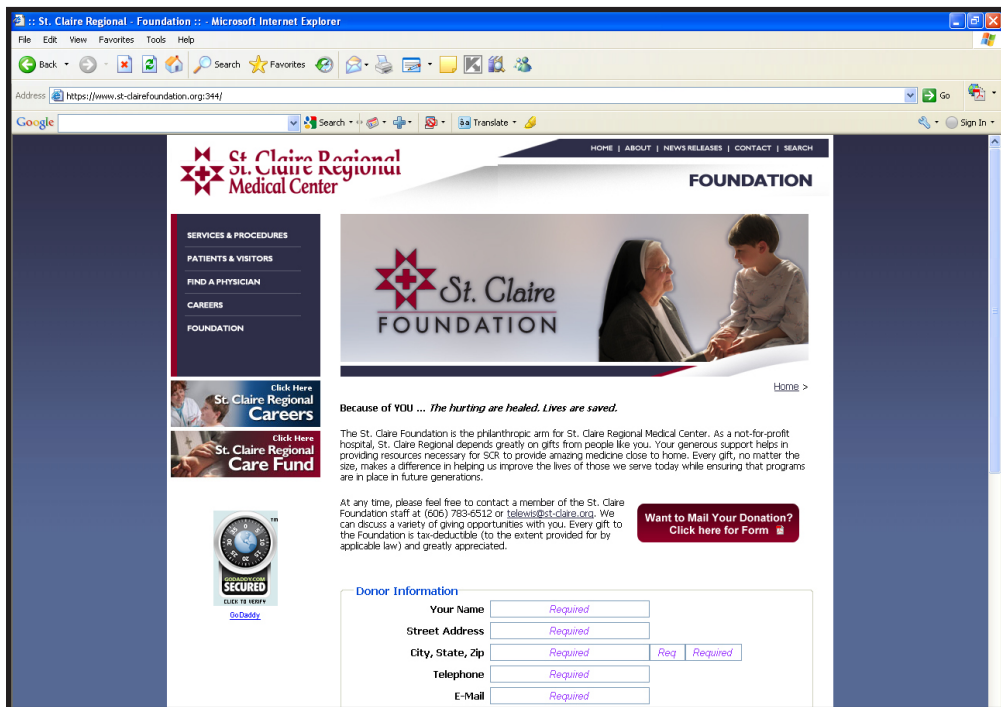 :: St. Claire Regional - Foundation :: - Microsoft Internet Explorer
File Edit View Favorites Tools Help
Back Search Favorites
Address https://www.st-clairefoundation.org:344/ Go
Google Search Translate Sign In
St. Claire Regional
Medical Center
HOME | ABOUT | NEWS RELEASES | CONTACT | SEARCH
FOUNDATION
SERVICES & PROCEDURES
PATIENTS & VISITORS
FIND A PHYSICIAN
CAREERS
FOUNDATION
St. Claire
FOUNDATION
Click Here
St. Claire Regional
Careers
Click Here
St. Claire Regional
Care Fund
TM
GODADDY.COM
SECURED
CLICK TO VERIFY
GoDaddy
Home >
Because of YOU ... The hurting are healed. Lives are saved.
The St. Claire Foundation is the philanthropic arm for St. Claire Regional Medical Center. As a not-for-profit
hospital, St. Claire Regional depends greatly on gifts from people like you. Your generous support helps in
providing resources necessary for SCR to provide amazing medicine close to home. Every gift, no matter the
size, makes a difference in helping us improve the lives of those we serve today while ensuring that programs
are in place in future generations.
At any time, please feel free to contact a member of the St. Claire
Foundation staff at (606) 783-6512 or telewis@st-claire.org. We
can discuss a variety of giving opportunities with you. Every gift to
the Foundation is tax-deductible (to the extent provided for by
applicable law) and greatly appreciated.
Want to Mail Your Donation?
Click here for Form
Donor Information
Your Name Required
Street Address Required
City, State, Zip Required Req Required
Telephone Required
E-Mail Required